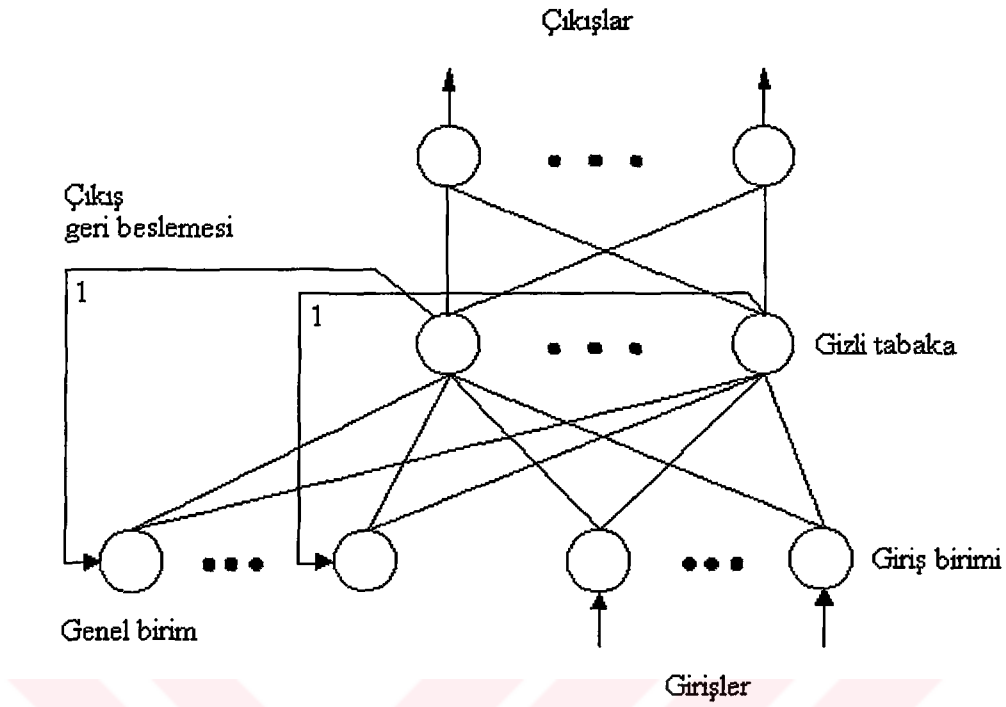 Çıkışlar
Çıkış
geri beslemesi
1
1
Gizli tabaka
Giriş birimi
Genel birim
Girişler